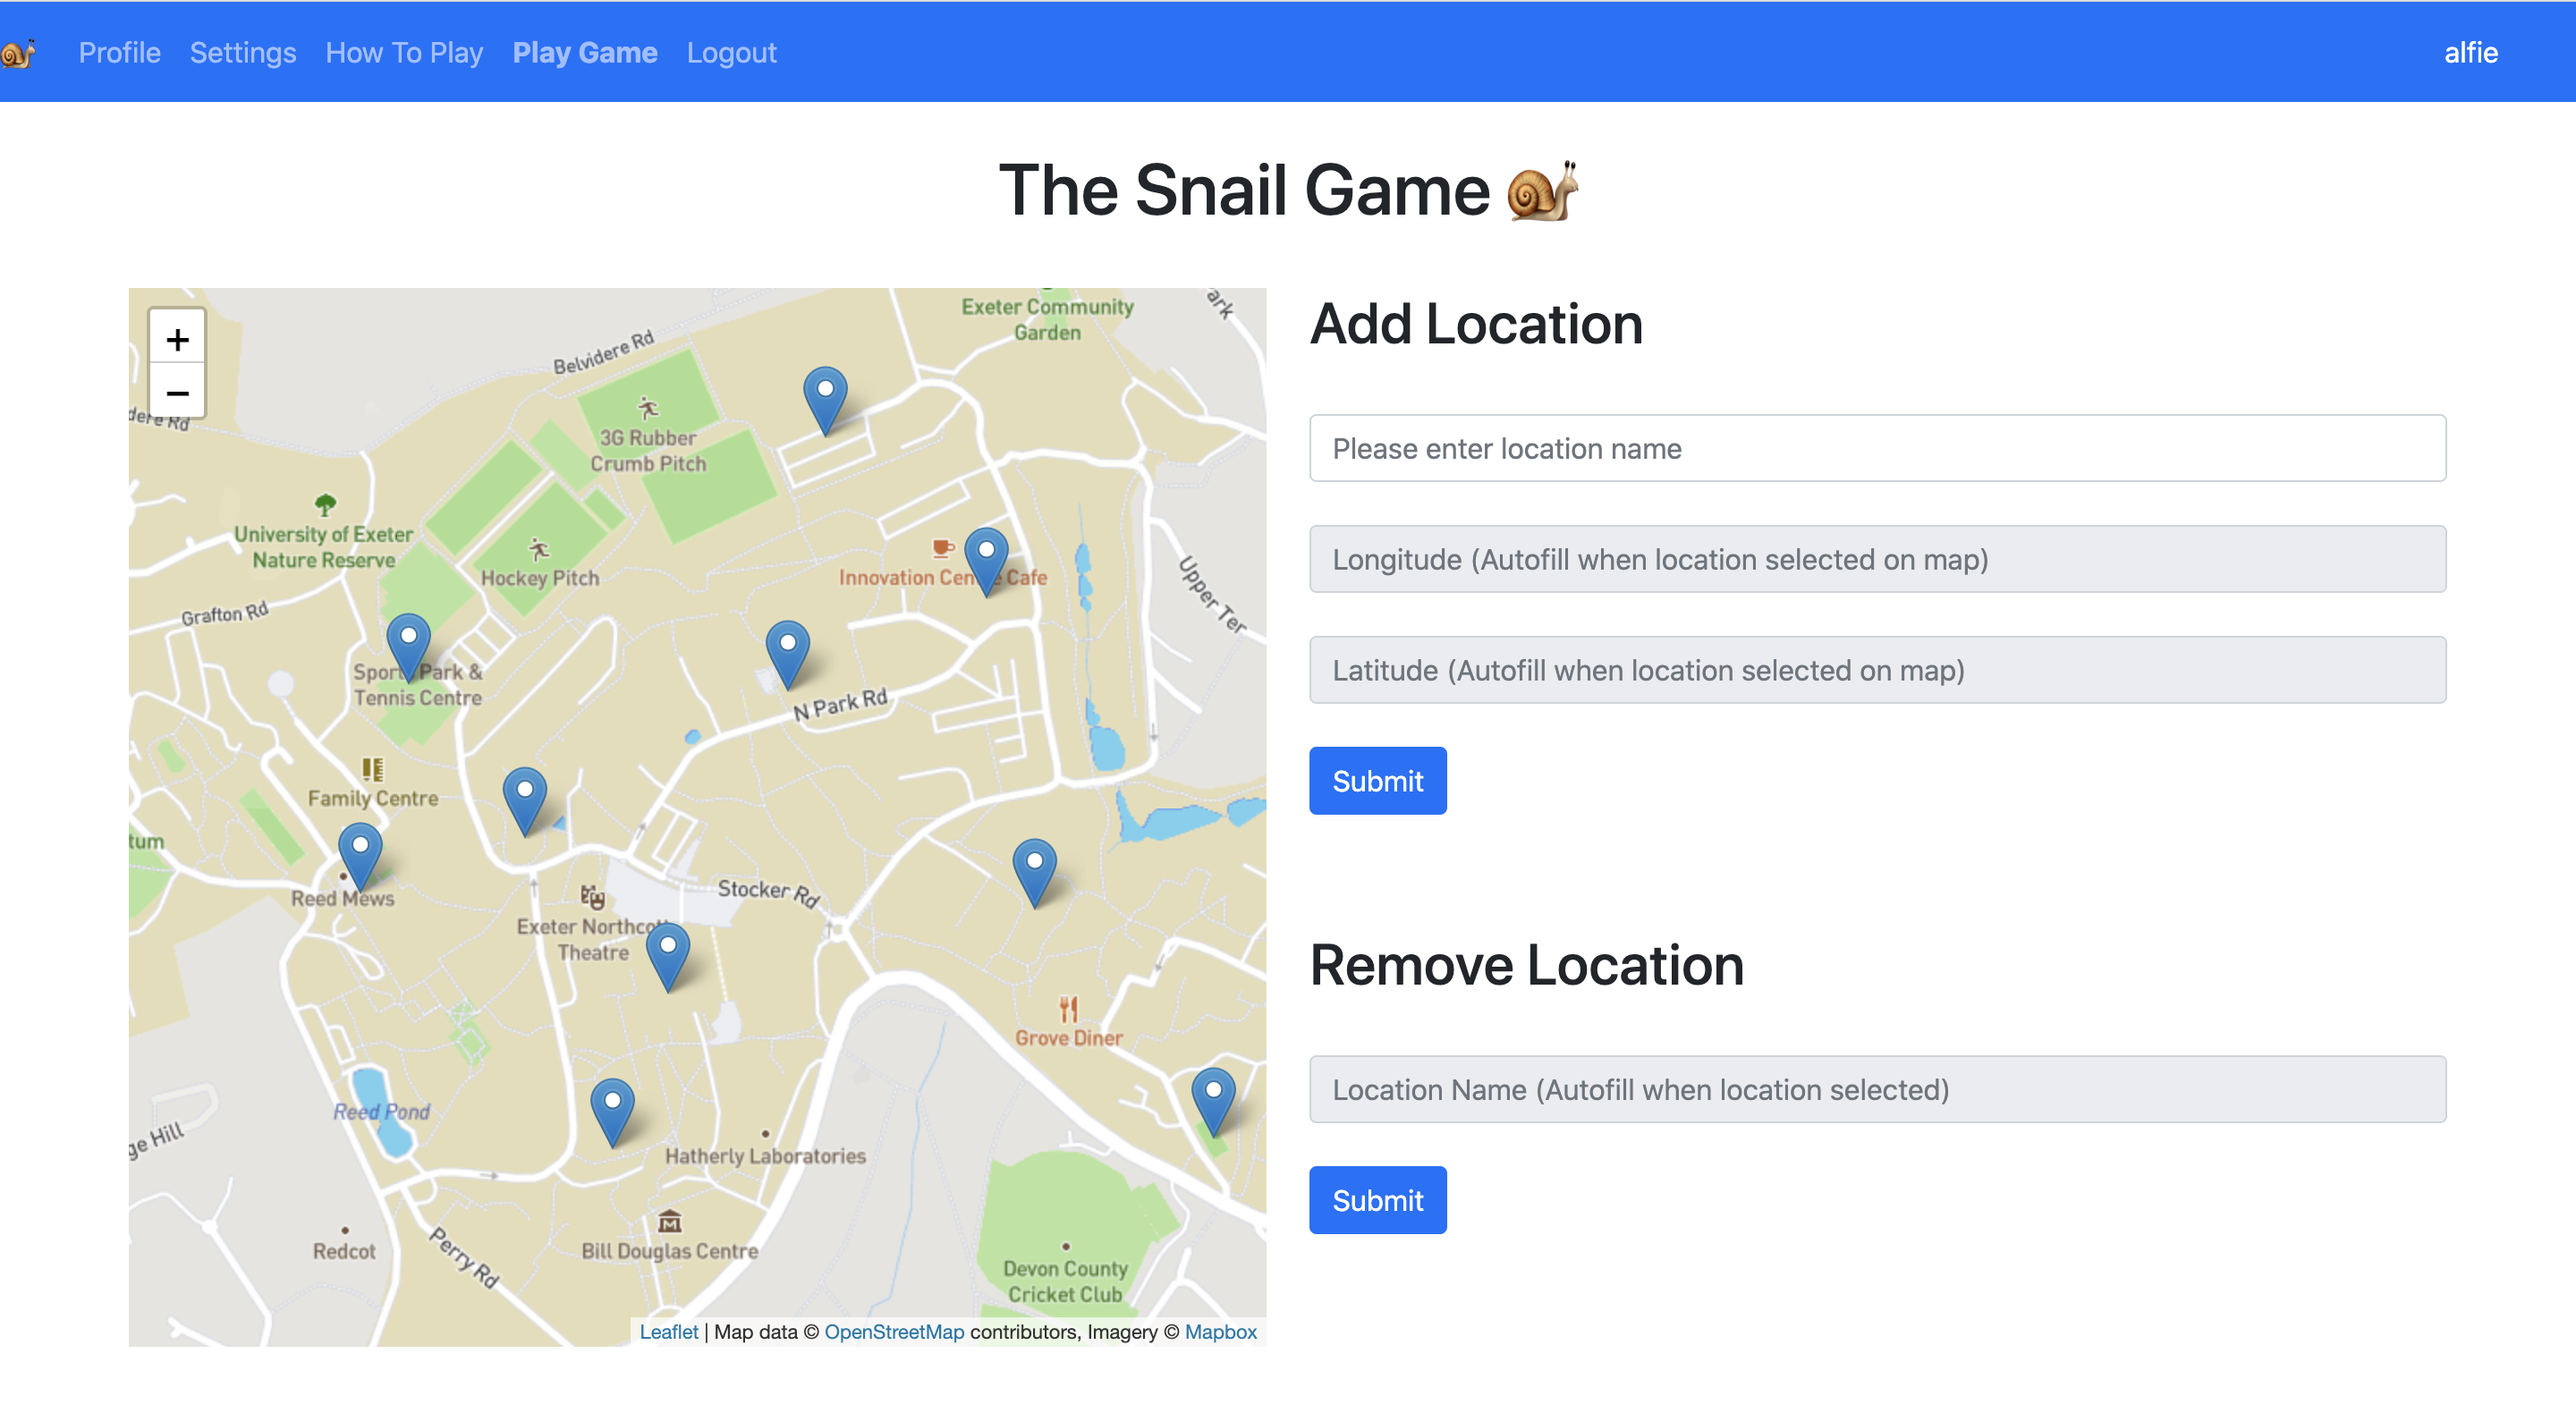 Profile Settings How To Play Play Game Logout alfie
The Snail Game
+
−
Exeter Community
Garden
ark
Belvidere Rd
dere Rd
3G Rubber
Crumb Pitch
University of Exeter
Nature Reserve
Hockey Pitch
Innovation Cen e Cafe
Upper Ter
Grafton Rd
Sport Park &
Tennis Centre
N Park Rd
Family Centre
tum
Reed Mews
Stocker Rd
Exeter Northcott
Theatre
Grove Diner
Reed Pond
ge Hill
Hatherly Laboratories
Redcot
Perry Rd
Bill Douglas Centre
Devon County
Cricket Club
Leaflet | Map data © OpenStreetMap contributors, Imagery © Mapbox
Add Location
Please enter location name
Longitude (Autofill when location selected on map)
Latitude (Autofill when location selected on map)
Submit
Remove Location
Location Name (Autofill when location selected)
Submit